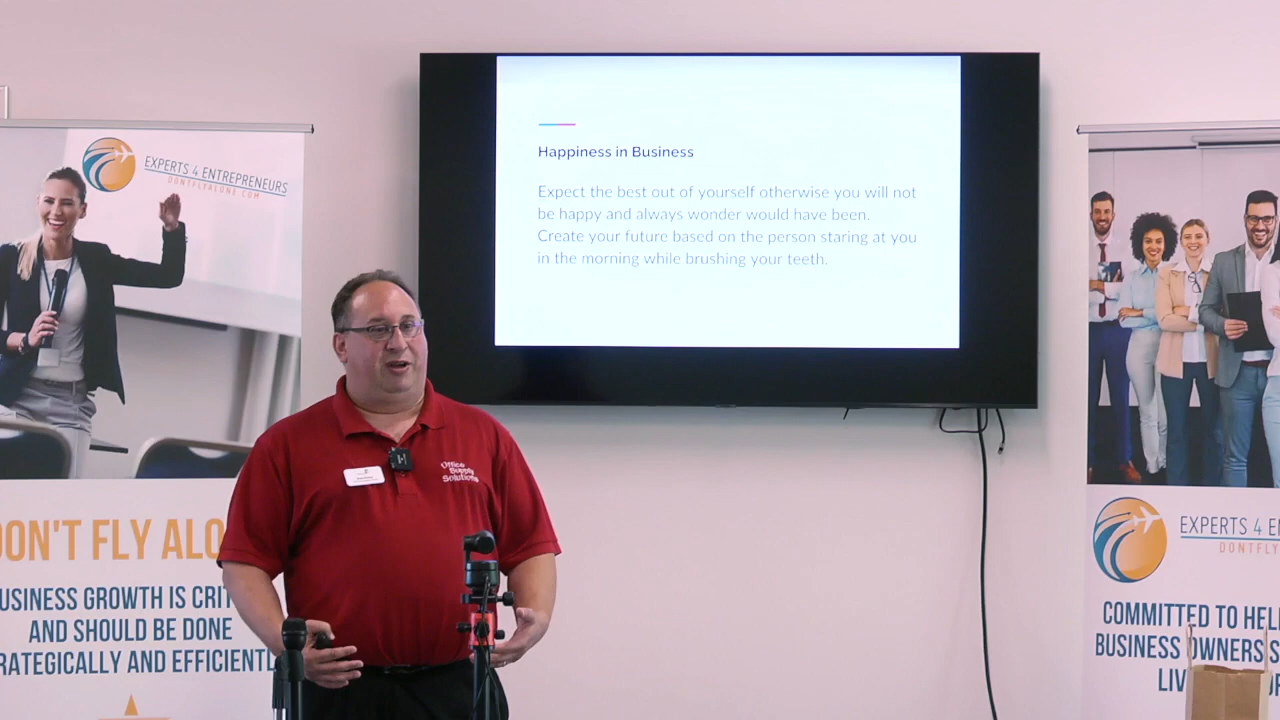 EXPERTS 4 ENTREPRENEURS
DONTFLYALONE.COM
DON'T FLY ALO
USINESS GROWTH IS CRIT
AND SHOULD BE DONE
RATEGICALLY AND EFFICIENTL
Happiness in Business
Expect the best out of yourself otherwise you will not
be happy and always wonder would have been.
Create your future based on the person staring at you
in the morning while brushing your teeth.
Office
Supply
Solutions
EXPERTS 4 EN
DONTFLY
COMMITTED TO HEL
BUSINESS OWNERS S
LIV